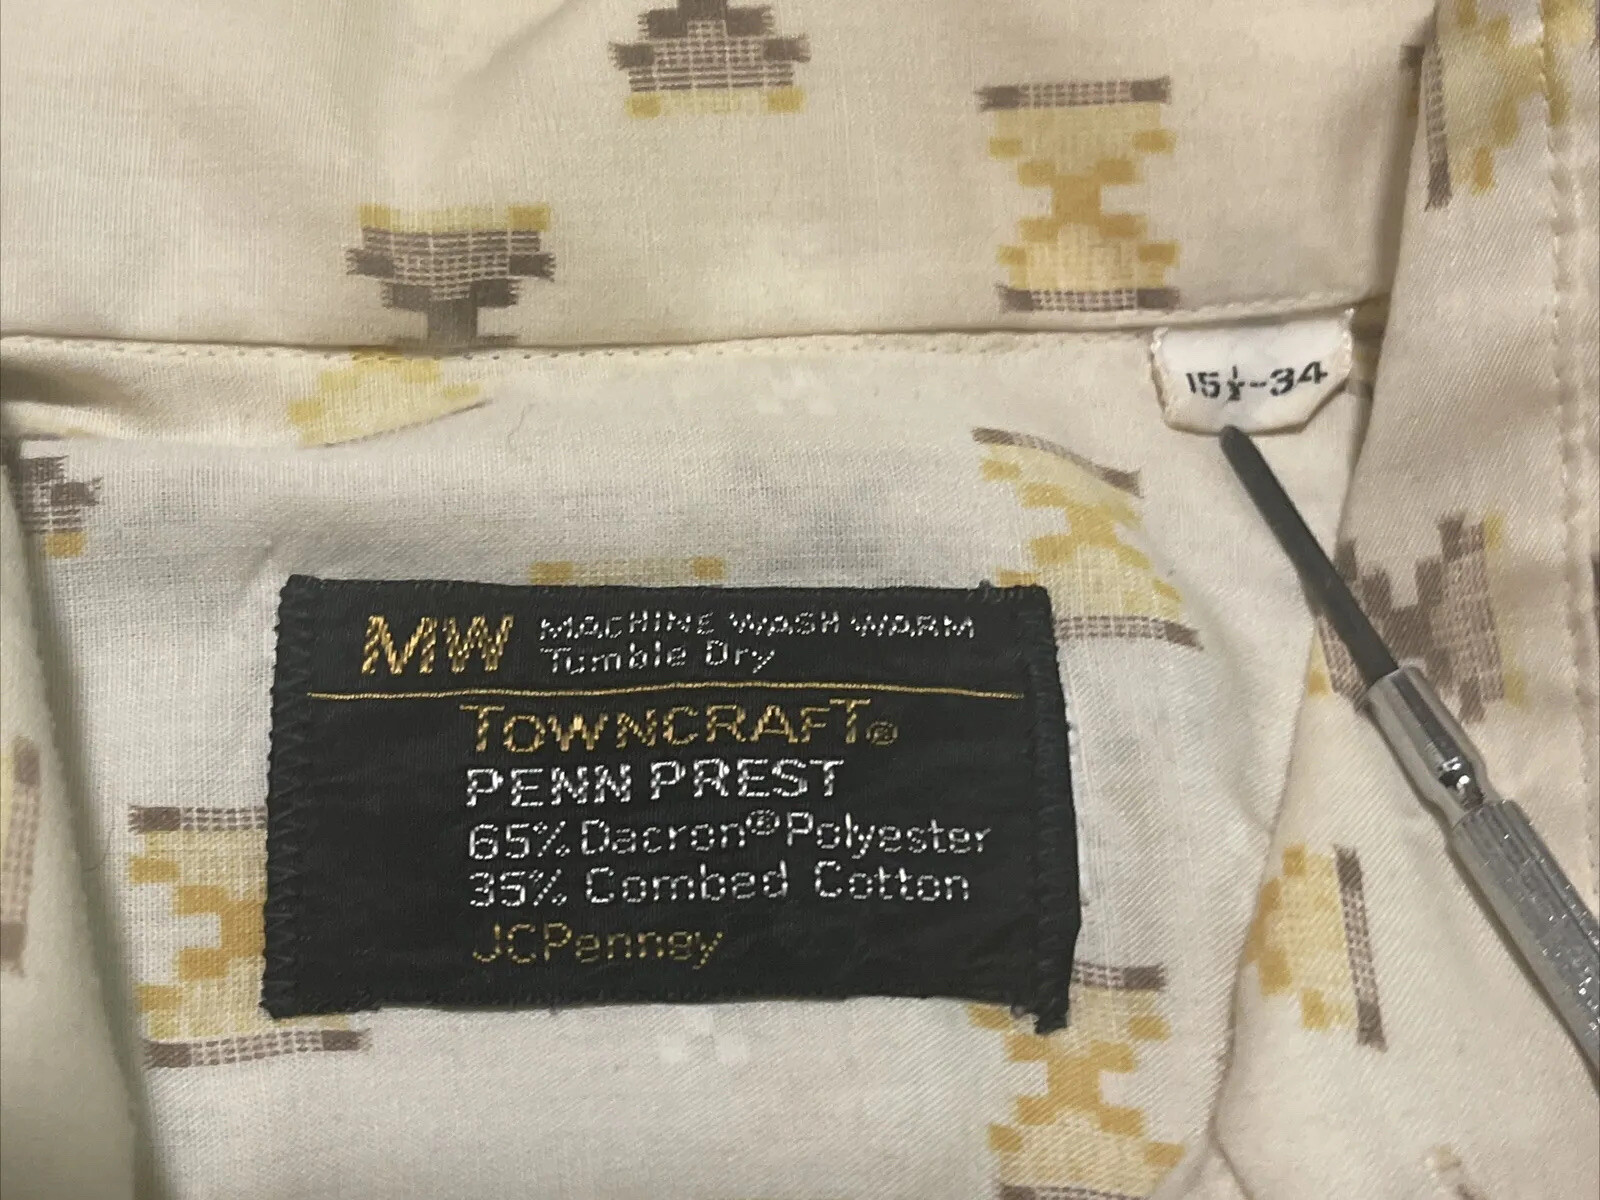 15½-34
MW MACHINE WASH WARM
Tumble Dry
TOWNCRAFT®
PENN PREST
65% Dacron® Polyester
35% Combed Cotton
JCPenney